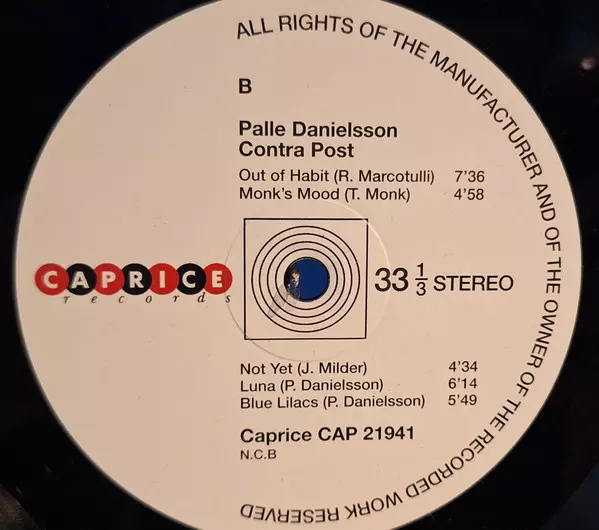 ALL RIGHTS OF THE MANUFACTURER AND OF THE OWNER OF THE RECORDED WORK RESERVED
B
Palle Danielsson
Contra Post
Out of Habit (R. Marcotulli) 7'36
Monk's Mood (T. Monk) 4'58
CAPRICE
records
33 1/3 STEREO
Not Yet (J. Milder) 4'34
Luna (P. Danielsson) 6'14
Blue Lilacs (P. Danielsson) 5'49
Caprice CAP 21941
N.C.B